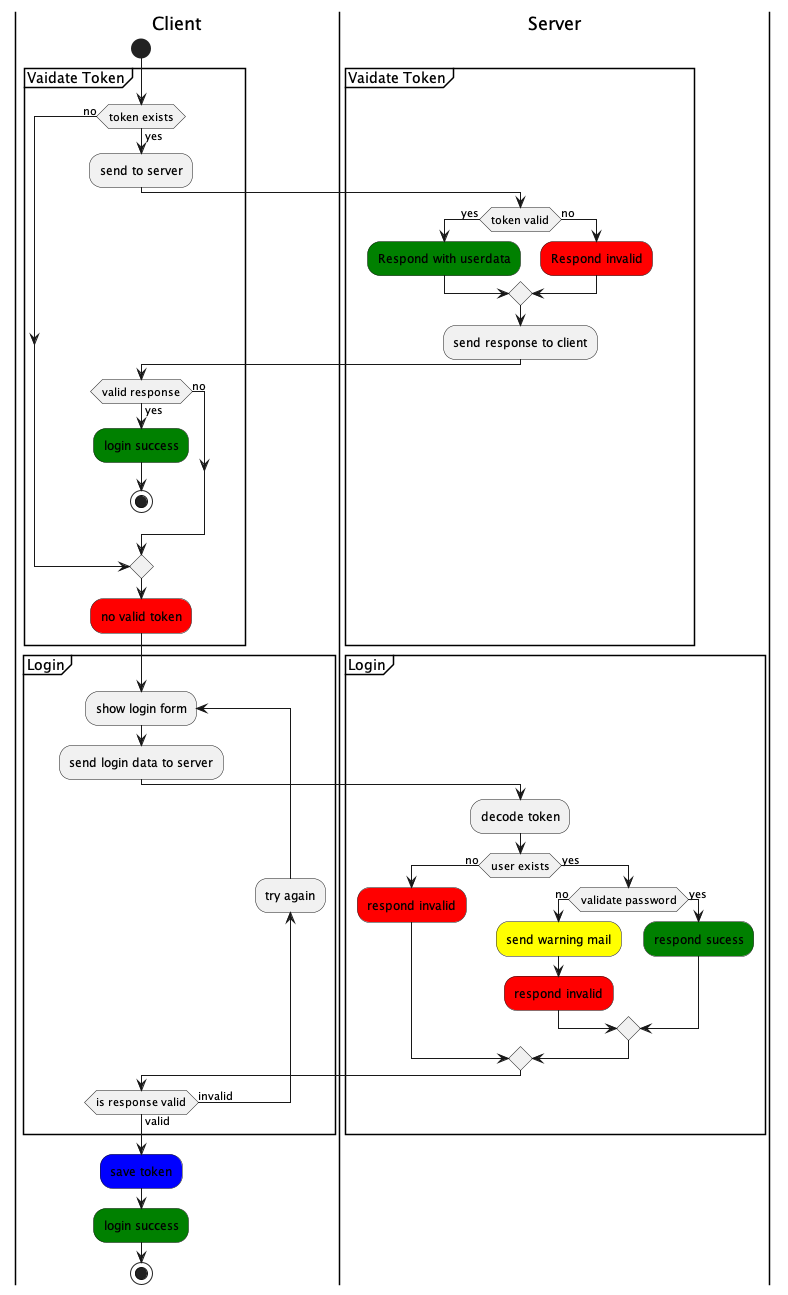 Client
Server
Vaidate Token
Vaidate Token
no
token exists
yes
send to server
yes
token valid
no
Respond with userdata
Respond invalid
send response to client
valid response
no
yes
login success
no valid token
Login
Login
show login form
send login data to server
decode token
no
user exists
yes
try again
no
validate password
yes
respond invalid
send warning mail
respond sucess
respond invalid
is response valid
invalid
valid
save token
login success